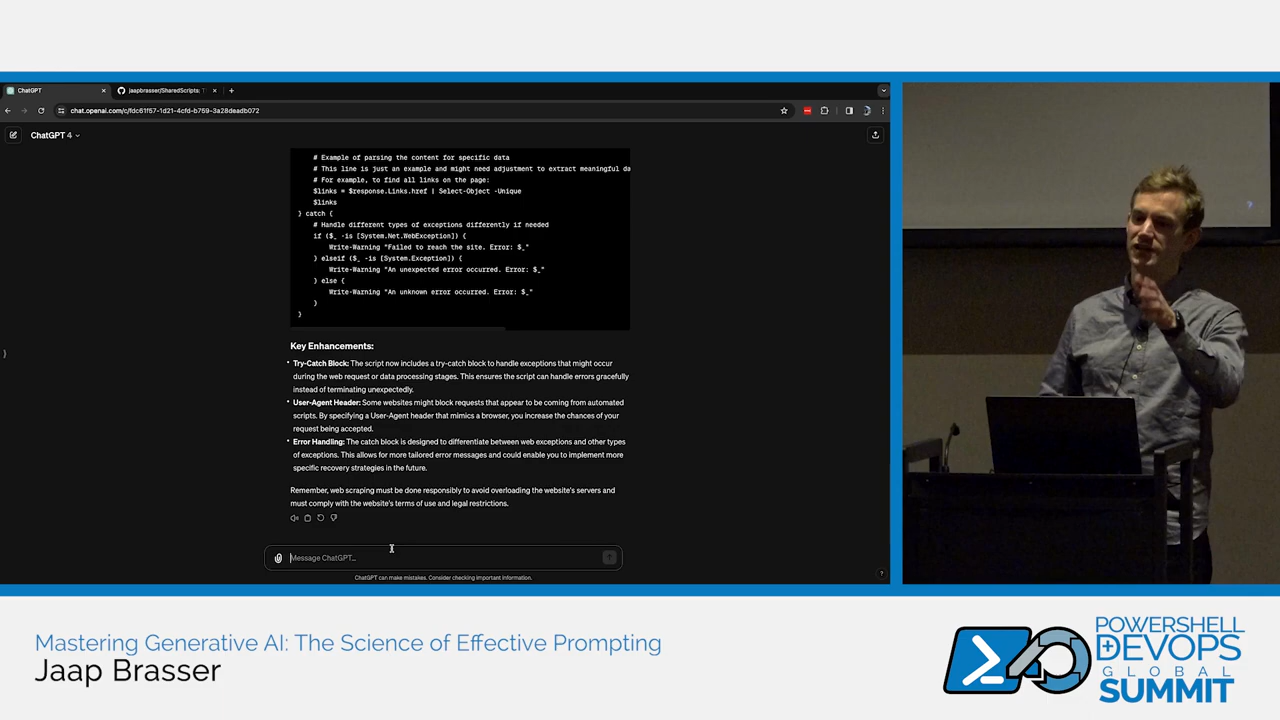 ChatGPT
jaapbrasser/SharedScripts: T
chat.openai.com/c/fdc61f57-1d21-4cfd-b759-3a28deadb072
ChatGPT 4
# Example of parsing the content for specific data
# This line is just an example and might need adjustment to extract meaningful da
# For example, to find all links on the page:
$links = $response.Links.href | Select-Object -Unique
$links
} catch {
# Handle different types of exceptions differently if needed
if ($_ -is [System.Net.WebException]) {
Write-Warning "Failed to reach the site. Error: $_"
} elseif ($_ -is [System.Exception]) {
Write-Warning "An unexpected error occurred. Error: $_"
} else {
Write-Warning "An unknown error occurred. Error: $_"
}
}
}
Key Enhancements:
• Try-Catch Block: The script now includes a try-catch block to handle exceptions that might occur
during the web request or data processing stages. This ensures the script can handle errors gracefully
instead of terminating unexpectedly.
• User-Agent Header: Some websites might block requests that appear to be coming from automated
scripts. By specifying a User-Agent header that mimics a browser, you increase the chances of your
request being accepted.
• Error Handling: The catch block is designed to differentiate between web exceptions and other types
of exceptions. This allows for more tailored error messages and could enable you to implement more
specific recovery strategies in the future.
Remember, web scraping must be done responsibly to avoid overloading the website's servers and
must comply with the website's terms of use and legal restrictions.
Message ChatGPT...
ChatGPT can make mistakes. Consider checking important information.
?
Mastering Generative AI: The Science of Effective Prompting
Jaap Brasser
POWERSHELL
DEVOPS
GLOBAL
SUMMIT